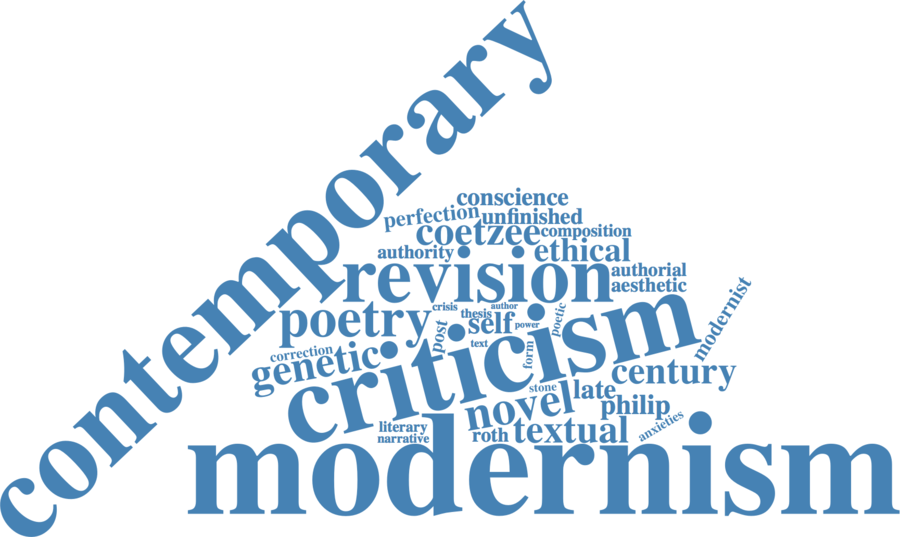 contemporary
conscience
perfection unfinished
coetzee composition
authority ethical
revision authorial
aesthetic
modernist
poetry crisis thesis author
self power poetic
post text form
correction
genetic criticism century
stone late
novel philip
literary
narrative roth textual anxieties
modernism